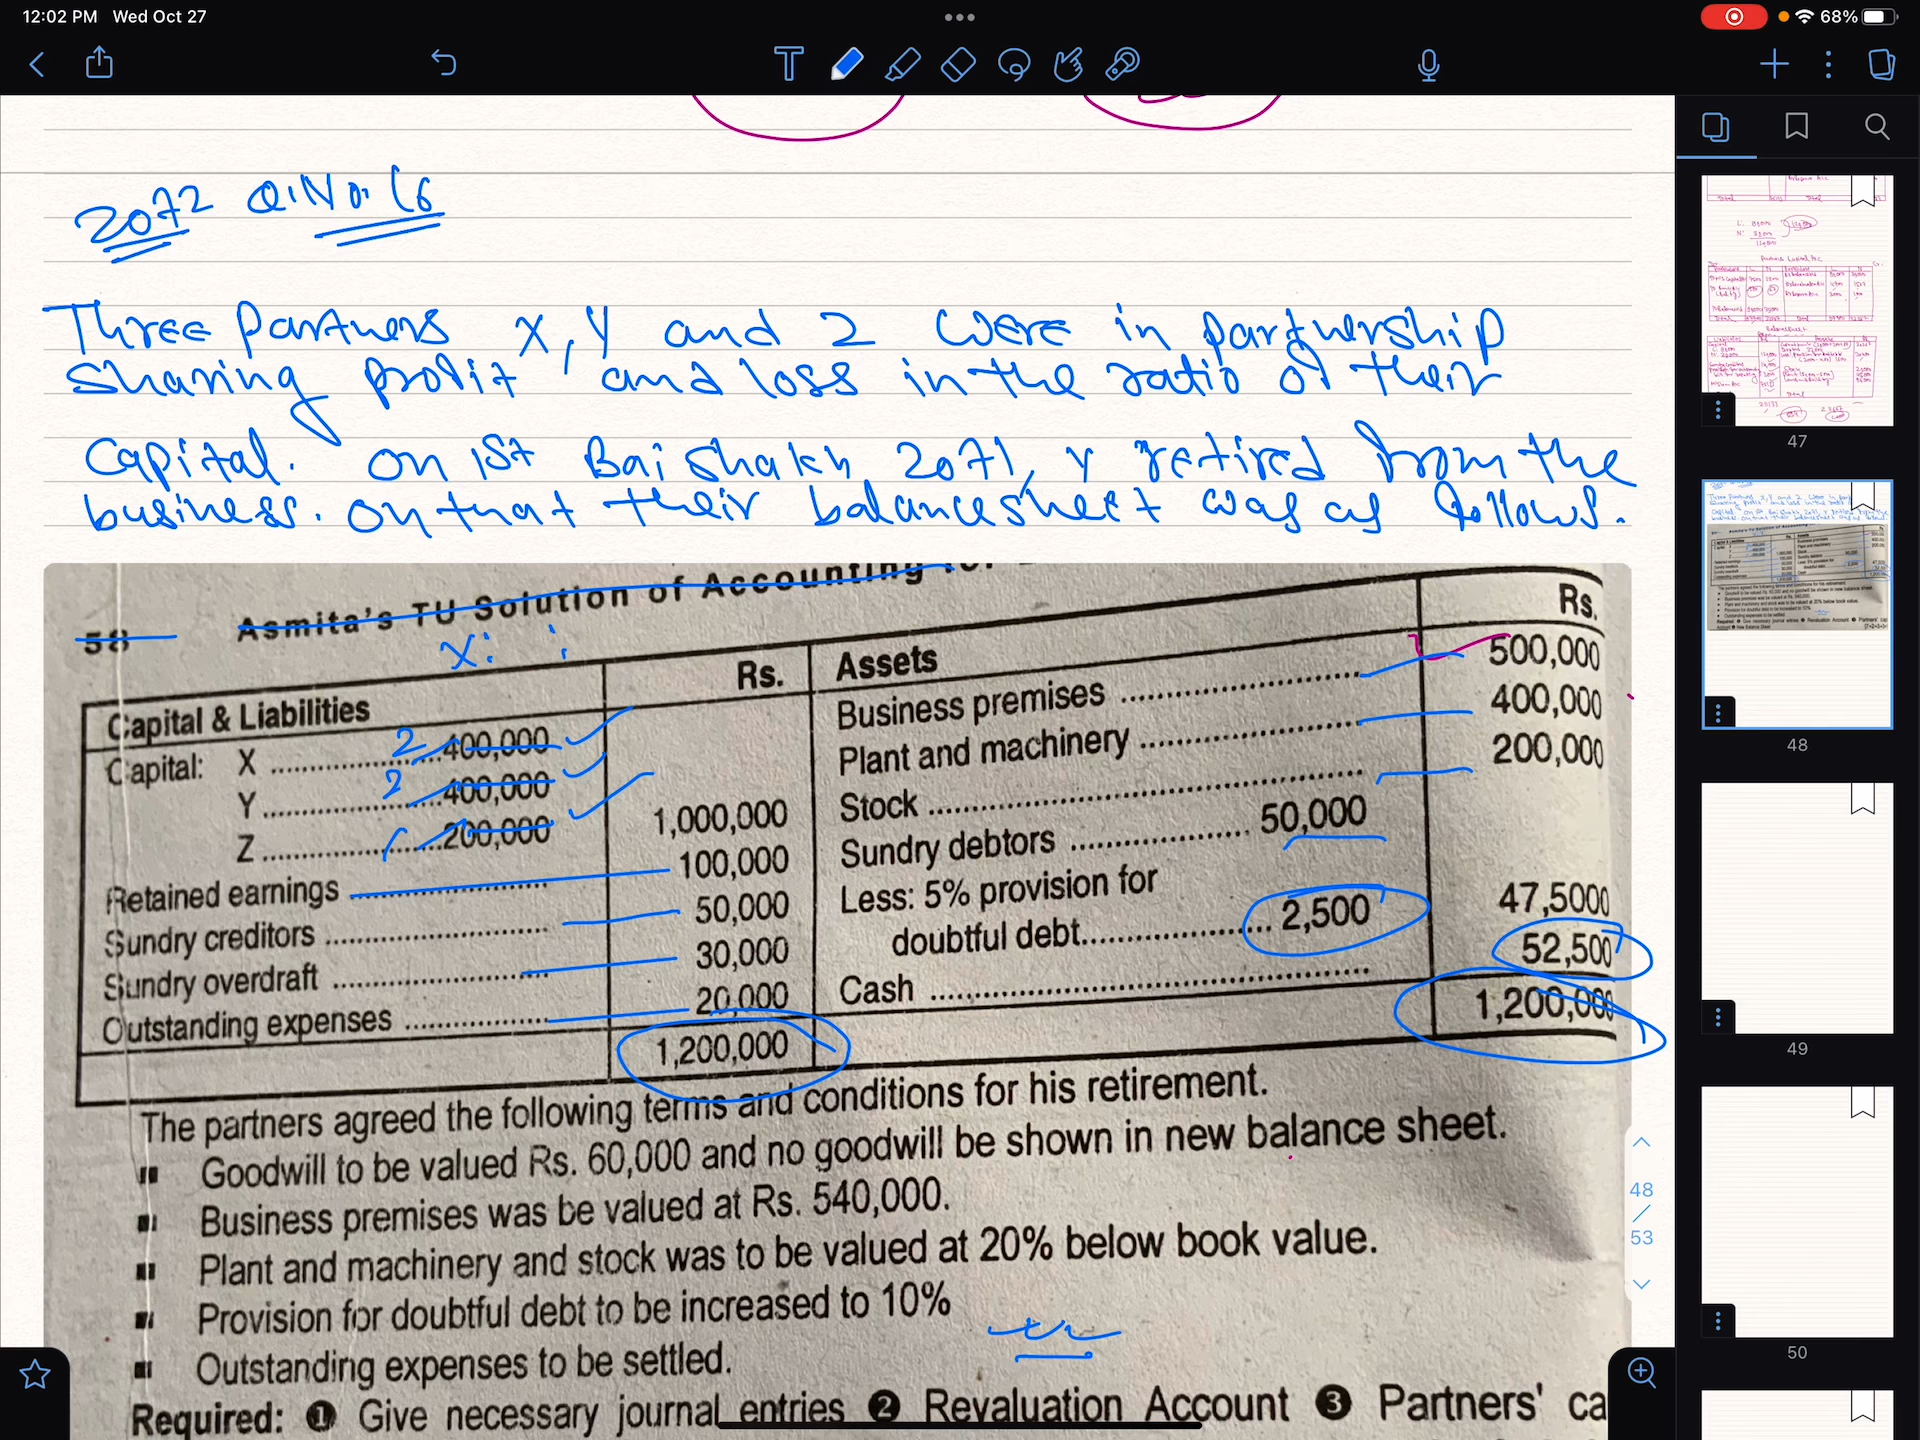 12:02 PM Wed Oct 27
68%
2072 Q.No. 16
Three Partners X, Y and Z were in partnership
sharing profit and loss in the ratio of their
Capital. On 1st Baishakh 2071, Y retired from the
business. On that their balancesheet was as follows.
58 Asmita's TU Solution of Accounting
X: :
Capital & Liabilities Rs. Assets Rs.
Capital: X 2 400,000 Business premises 500,000
Y 2 400,000 Plant and machinery 400,000
Z 1 200,000 1,000,000 Stock 200,000
Retained earnings 100,000 Sundry debtors 50,000
Sundry creditors 50,000 Less: 5% provision for
Sundry overdraft 30,000 doubtful debt 2,500 47,5000
Outstanding expenses 20,000 Cash 52,500
1,200,000 1,200,000
The partners agreed the following terms and conditions for his retirement.
Goodwill to be valued Rs. 60,000 and no goodwill be shown in new balance sheet.
Business premises was be valued at Rs. 540,000.
Plant and machinery and stock was to be valued at 20% below book value.
Provision for doubtful debt to be increased to 10%
Outstanding expenses to be settled.
Required: ❶ Give necessary journal entries ❷ Revaluation Account ❸ Partners' ca
48
/
53
47
48
49
50